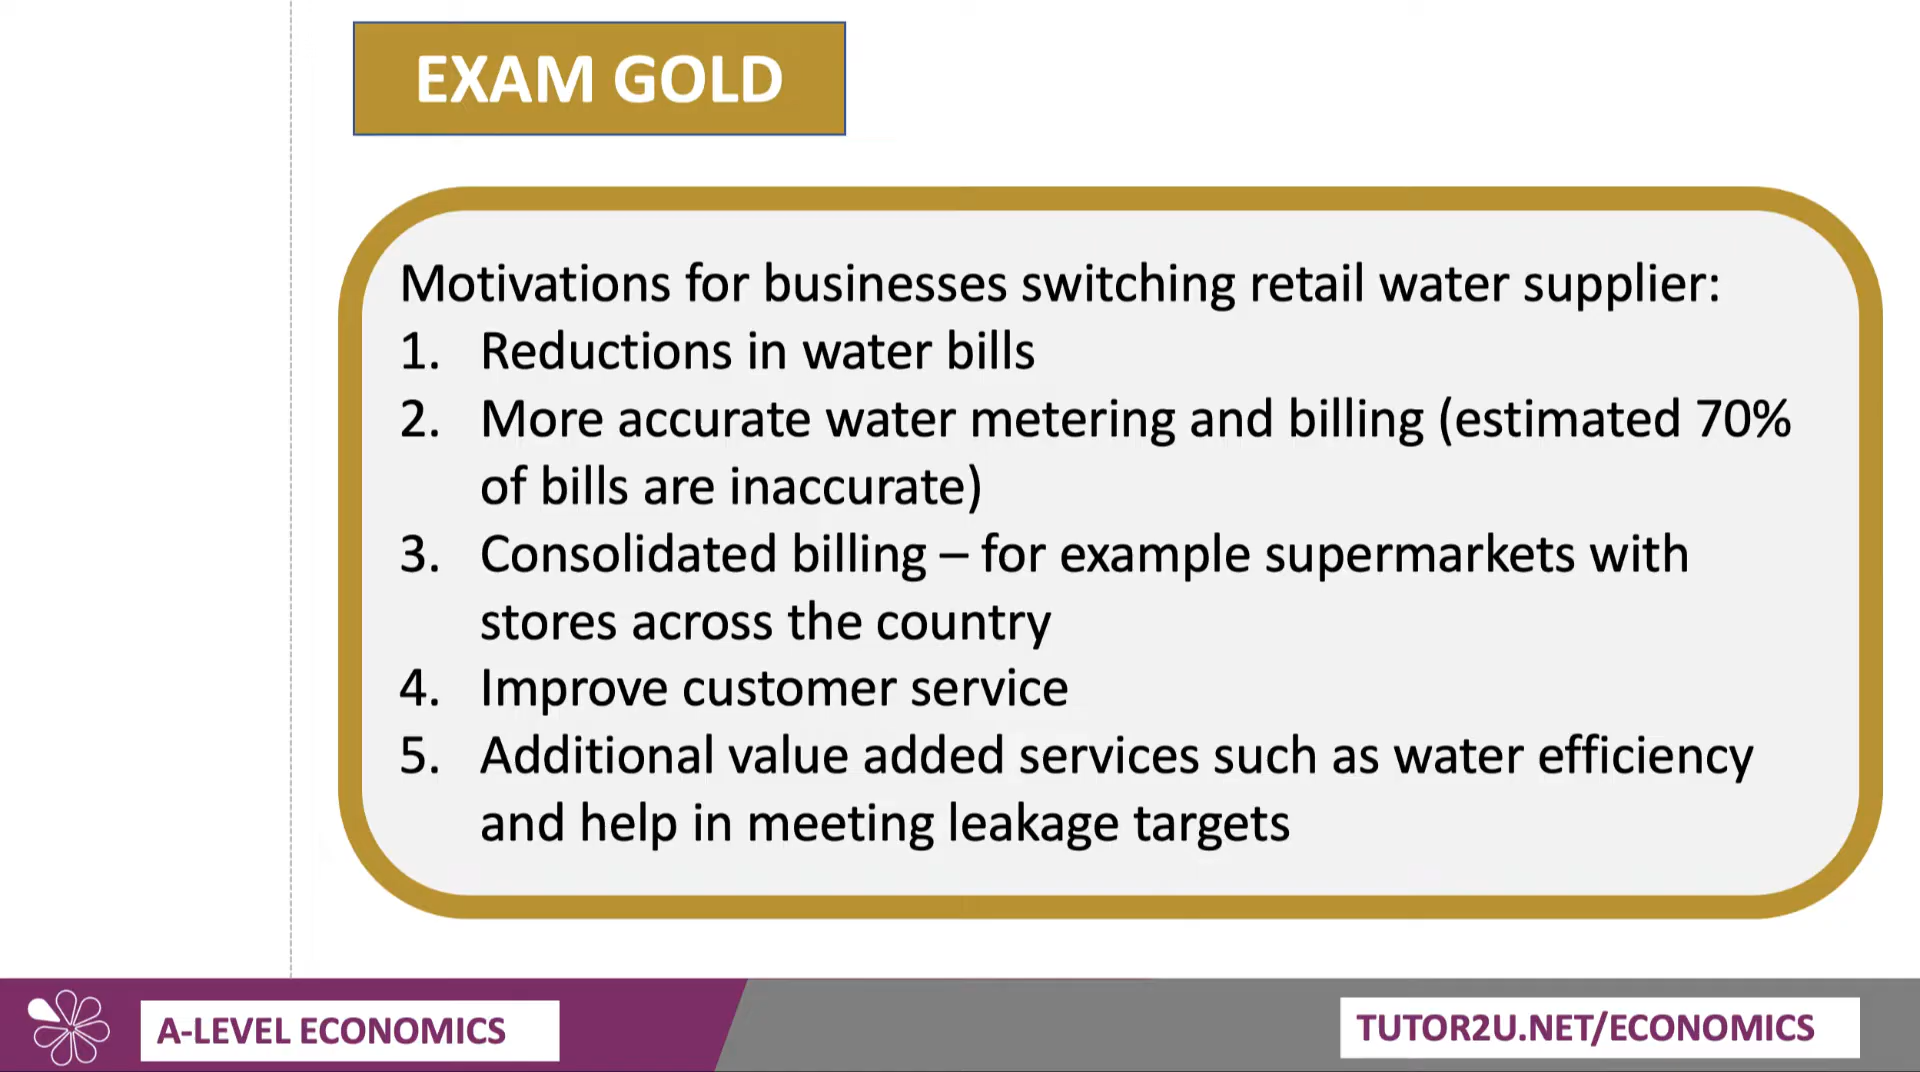 EXAM GOLD
Motivations for businesses switching retail water supplier:
1. Reductions in water bills
2. More accurate water metering and billing (estimated 70%
of bills are inaccurate)
3. Consolidated billing – for example supermarkets with
stores across the country
4. Improve customer service
5. Additional value added services such as water efficiency
and help in meeting leakage targets
A-LEVEL ECONOMICS
TUTOR2U.NET/ECONOMICS